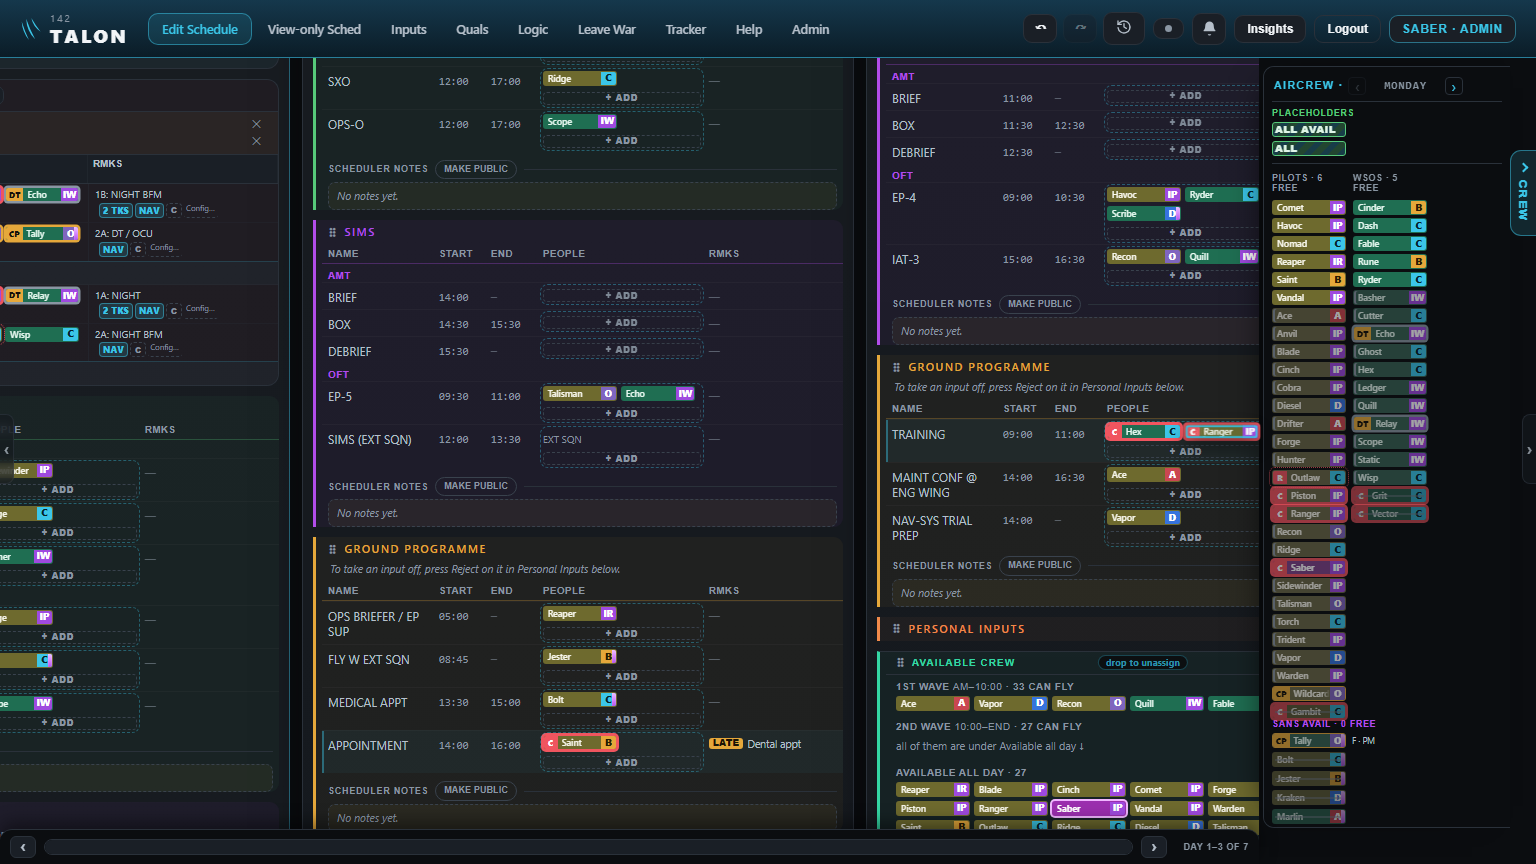 142
TALON
Edit Schedule
View-only Sched
Inputs
Quals
Logic
Leave War
Tracker
Help
Admin
Insights
Logout
SABER · ADMIN
RMKS
DT Echo IW
1B: NIGHT BFM
2 TKS NAV C Config...
CP Tally O
2A: DT / OCU
NAV C Config...
DT Relay IW
1A: NIGHT
2 TKS NAV C Config...
Wisp C
2A: NIGHT BFM
NAV C Config...
RMKS
IP
+ ADD
—
C
+ ADD
—
IW
+ ADD
—
IP
+ ADD
—
C
+ ADD
—
IW
+ ADD
—
SXO 12:00 17:00 Ridge C —
+ ADD
OPS-O 12:00 17:00 Scope IW —
+ ADD
SCHEDULER NOTES MAKE PUBLIC
No notes yet.
SIMS
NAME START END PEOPLE RMKS
AMT
BRIEF 14:00 – + ADD —
BOX 14:30 15:30 + ADD —
DEBRIEF 15:30 – + ADD —
OFT
EP-5 09:30 11:00 Talisman O Echo IW —
+ ADD
SIMS (EXT SQN) 12:00 13:30 EXT SQN —
+ ADD
SCHEDULER NOTES MAKE PUBLIC
No notes yet.
GROUND PROGRAMME
To take an input off, press Reject on it in Personal Inputs below.
NAME START END PEOPLE RMKS
OPS BRIEFER / EP SUP 05:00 – Reaper IR —
+ ADD
FLY W EXT SQN 08:45 – Jester B —
+ ADD
MEDICAL APPT 13:30 15:00 Bolt C —
+ ADD
APPOINTMENT 14:00 16:00 C Saint B LATE Dental appt
+ ADD
SCHEDULER NOTES MAKE PUBLIC
No notes yet.
AMT
BRIEF 11:00 – + ADD
BOX 11:30 12:30 + ADD
DEBRIEF 12:30 – + ADD
OFT
EP-4 09:00 10:30 Havoc IP Ryder C
Scribe D
+ ADD
IAT-3 15:00 16:30 Recon O Quill IW
+ ADD
SCHEDULER NOTES MAKE PUBLIC
No notes yet.
GROUND PROGRAMME
To take an input off, press Reject on it in Personal Inputs below.
NAME START END PEOPLE
TRAINING 09:00 11:00 C Hex C C Ranger IP
+ ADD
MAINT CONF @ ENG WING 14:00 16:30 Ace A
+ ADD
NAV-SYS TRIAL PREP 14:00 – Vapor D
+ ADD
SCHEDULER NOTES MAKE PUBLIC
No notes yet.
PERSONAL INPUTS
AVAILABLE CREW drop to unassign
1ST WAVE AM–10:00 · 33 CAN FLY
Ace A Vapor D Recon O Quill IW Fable
2ND WAVE 10:00–END · 27 CAN FLY
all of them are under Available all day ↓
AVAILABLE ALL DAY · 27
Reaper IR Blade IP Cinch IP Comet IP Forge
Piston IP Ranger IP Saber IP Vandal IP Warden
Saint B Outlaw C Ridge C Diesel D Talisman
AIRCREW · MONDAY
PLACEHOLDERS
ALL AVAIL
ALL
PILOTS · 6 FREE
WSOS · 5 FREE
Comet IP Cinder B
Havoc IP Dash C
Nomad C Fable C
Reaper IR Rune B
Saint B Ryder C
Vandal IP Basher IW
Ace A Cutter C
Anvil IP DT Echo IW
Blade IP Ghost C
Cinch IP Hex C
Cobra IP Ledger IW
Diesel D Quill IW
Drifter A DT Relay IW
Forge IP Scope IW
Hunter IP Static IW
R Outlaw C Wisp C
C Piston IP C Grit C
C Ranger IP C Vector C
Recon O
Ridge C
C Saber IP
Sidewinder IP
Talisman O
Torch C
Trident IP
Vapor D
Warden IP
CP Wildcard O
C Gambit C
SANS AVAIL · 0 FREE
CP Tally O F · PM
Bolt C
Jester B
Kraken D
Marlin A
CREW
DAY 1–3 OF 7